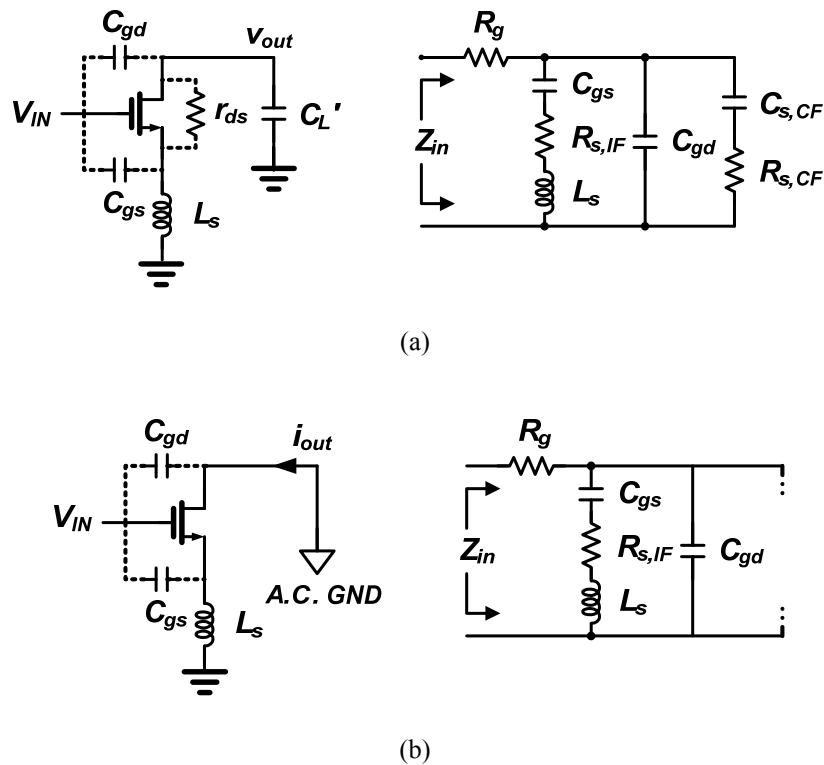 C_gd
v_out
V_IN
r_ds
C_L'
C_gs
L_s
R_g
C_gs
C_s,CF
Z_in
R_s,IF
C_gd
R_s,CF
L_s
(a)
C_gd
i_out
V_IN
A.C. GND
C_gs
L_s
R_g
C_gs
Z_in
R_s,IF
C_gd
L_s
(b)